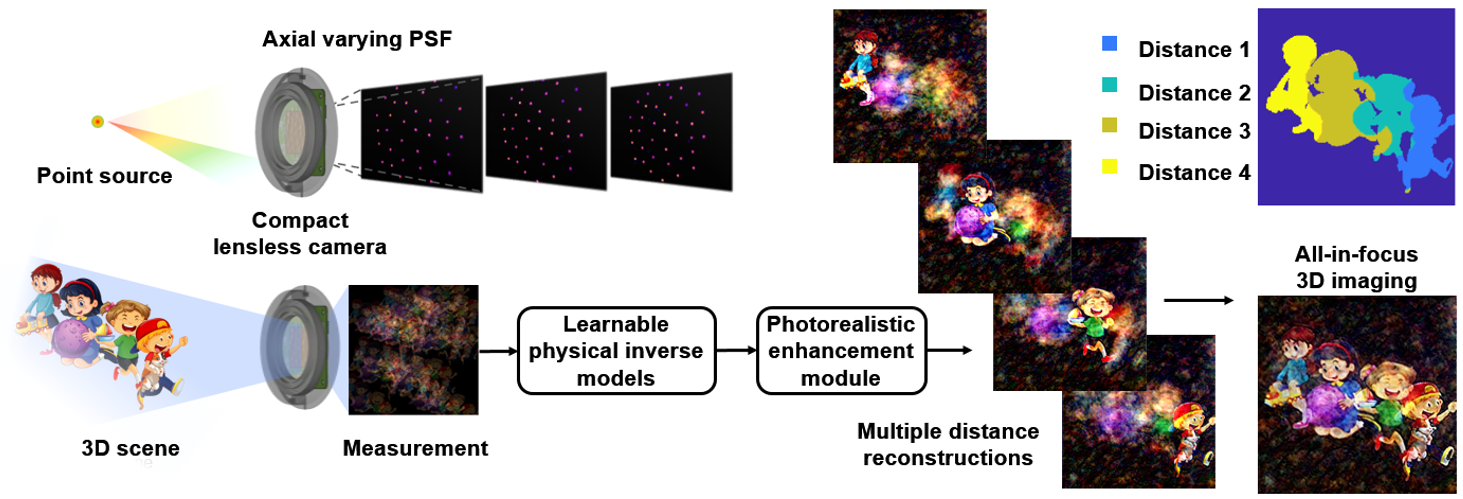 Axial varying PSF
Point source
Compact
lensless camera
3D scene
Measurement
Learnable
physical inverse
models
Photorealistic
enhancement
module
Multiple distance
reconstructions
Distance 1
Distance 2
Distance 3
Distance 4
All-in-focus
3D imaging